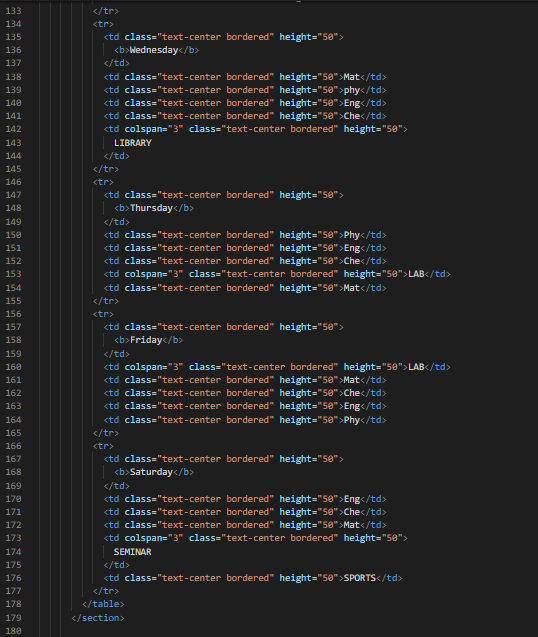 133 </tr>
134 <tr>
135 <td class="text-center bordered" height="50">
136 <b>Wednesday</b>
137 </td>
138 <td class="text-center bordered" height="50">Mat</td>
139 <td class="text-center bordered" height="50">phy</td>
140 <td class="text-center bordered" height="50">Eng</td>
141 <td class="text-center bordered" height="50">Che</td>
142 <td colspan="3" class="text-center bordered" height="50">
143 LIBRARY
144 </td>
145 </tr>
146 <tr>
147 <td class="text-center bordered" height="50">
148 <b>Thursday</b>
149 </td>
150 <td class="text-center bordered" height="50">Phy</td>
151 <td class="text-center bordered" height="50">Eng</td>
152 <td class="text-center bordered" height="50">Che</td>
153 <td colspan="3" class="text-center bordered" height="50">LAB</td>
154 <td class="text-center bordered" height="50">Mat</td>
155 </tr>
156 <tr>
157 <td class="text-center bordered" height="50">
158 <b>Friday</b>
159 </td>
160 <td colspan="3" class="text-center bordered" height="50">LAB</td>
161 <td class="text-center bordered" height="50">Mat</td>
162 <td class="text-center bordered" height="50">Che</td>
163 <td class="text-center bordered" height="50">Eng</td>
164 <td class="text-center bordered" height="50">Phy</td>
165 </tr>
166 <tr>
167 <td class="text-center bordered" height="50">
168 <b>Saturday</b>
169 </td>
170 <td class="text-center bordered" height="50">Eng</td>
171 <td class="text-center bordered" height="50">Che</td>
172 <td class="text-center bordered" height="50">Mat</td>
173 <td colspan="3" class="text-center bordered" height="50">
174 SEMINAR
175 </td>
176 <td class="text-center bordered" height="50">SPORTS</td>
177 </tr>
178 </table>
179 </section>
180